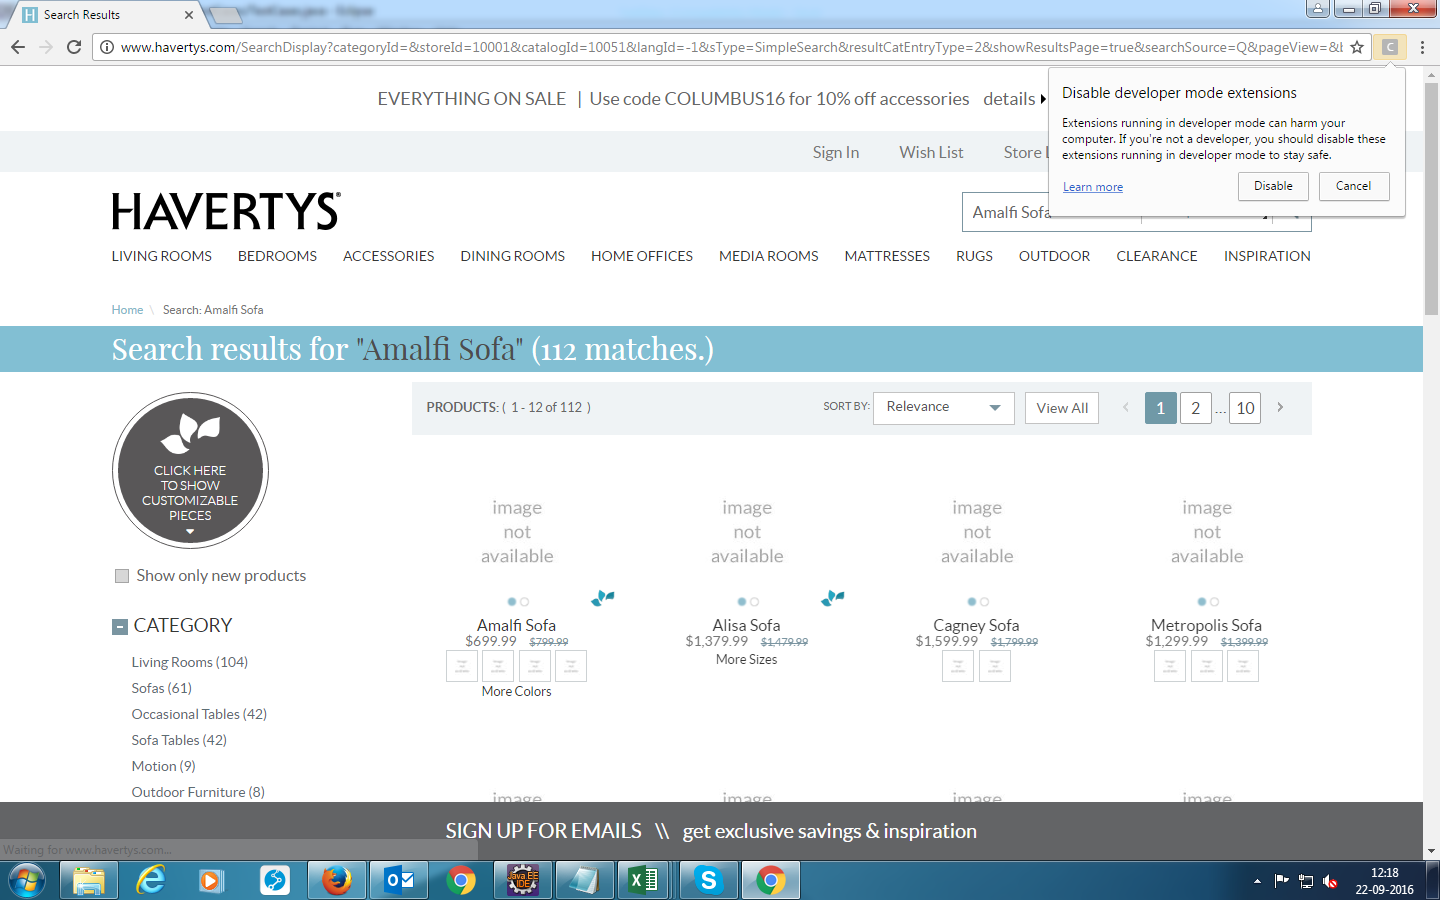 Search Results
www.havertys.com/SearchDisplay?categoryId=&storeId=10001&catalogId=10051&langId=-1&sType=SimpleSearch&resultCatEntryType=2&showResultsPage=true&searchSource=Q&pageView=&b
C
EVERYTHING ON SALE | Use code COLUMBUS16 for 10% off accessories details
Disable developer mode extensions
Extensions running in developer mode can harm your
computer. If you're not a developer, you should disable these
extensions running in developer mode to stay safe.
Learn more
Disable
Cancel
Sign In
Wish List
Store
HAVERTYS®
Amalfi Sofa
LIVING ROOMS BEDROOMS ACCESSORIES DINING ROOMS HOME OFFICES MEDIA ROOMS MATTRESSES RUGS OUTDOOR CLEARANCE INSPIRATION
Home \ Search: Amalfi Sofa
Search results for "Amalfi Sofa" (112 matches.)
CLICK HERE
TO SHOW
CUSTOMIZABLE
PIECES
Show only new products
CATEGORY
Living Rooms (104)
Sofas (61)
Occasional Tables (42)
Sofa Tables (42)
Motion (9)
Outdoor Furniture (8)
PRODUCTS: ( 1 - 12 of 112 )
SORT BY: Relevance
View All
< 1 2 ... 10 >
image
not
available
Amalfi Sofa
$699.99 $799.99
More Colors
image
not
available
Alisa Sofa
$1,379.99 $1,479.99
More Sizes
image
not
available
Cagney Sofa
$1,599.99 $1,799.99
image
not
available
Metropolis Sofa
$1,299.99 $1,399.99
image image image image
SIGN UP FOR EMAILS \\ get exclusive savings & inspiration
Waiting for www.havertys.com...
Java EE
IDE
12:18
22-09-2016